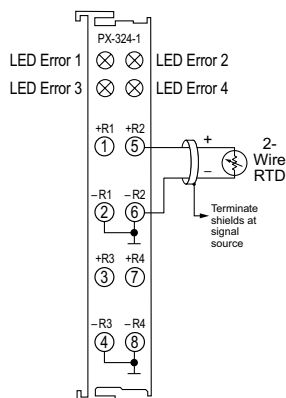 PX-324-1
LED Error 1 LED Error 2
LED Error 3 LED Error 4
+R1 +R2
1 5
+
2-
Wire
RTD
–
–R1 –R2
2 6
Terminate
shields at
signal
source
+R3 +R4
3 7
–R3 –R4
4 8